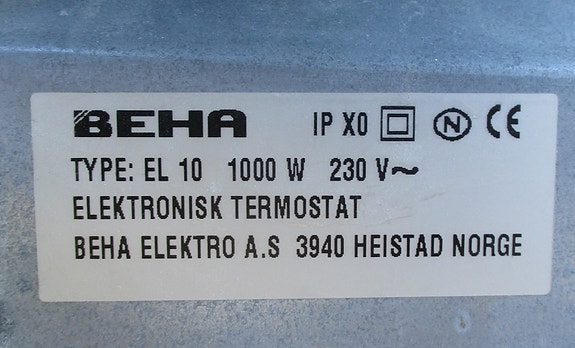 BEHA IP X0 N CE
TYPE: EL 10 1000 W 230 V~
ELEKTRONISK TERMOSTAT
BEHA ELEKTRO A.S 3940 HEISTAD NORGE